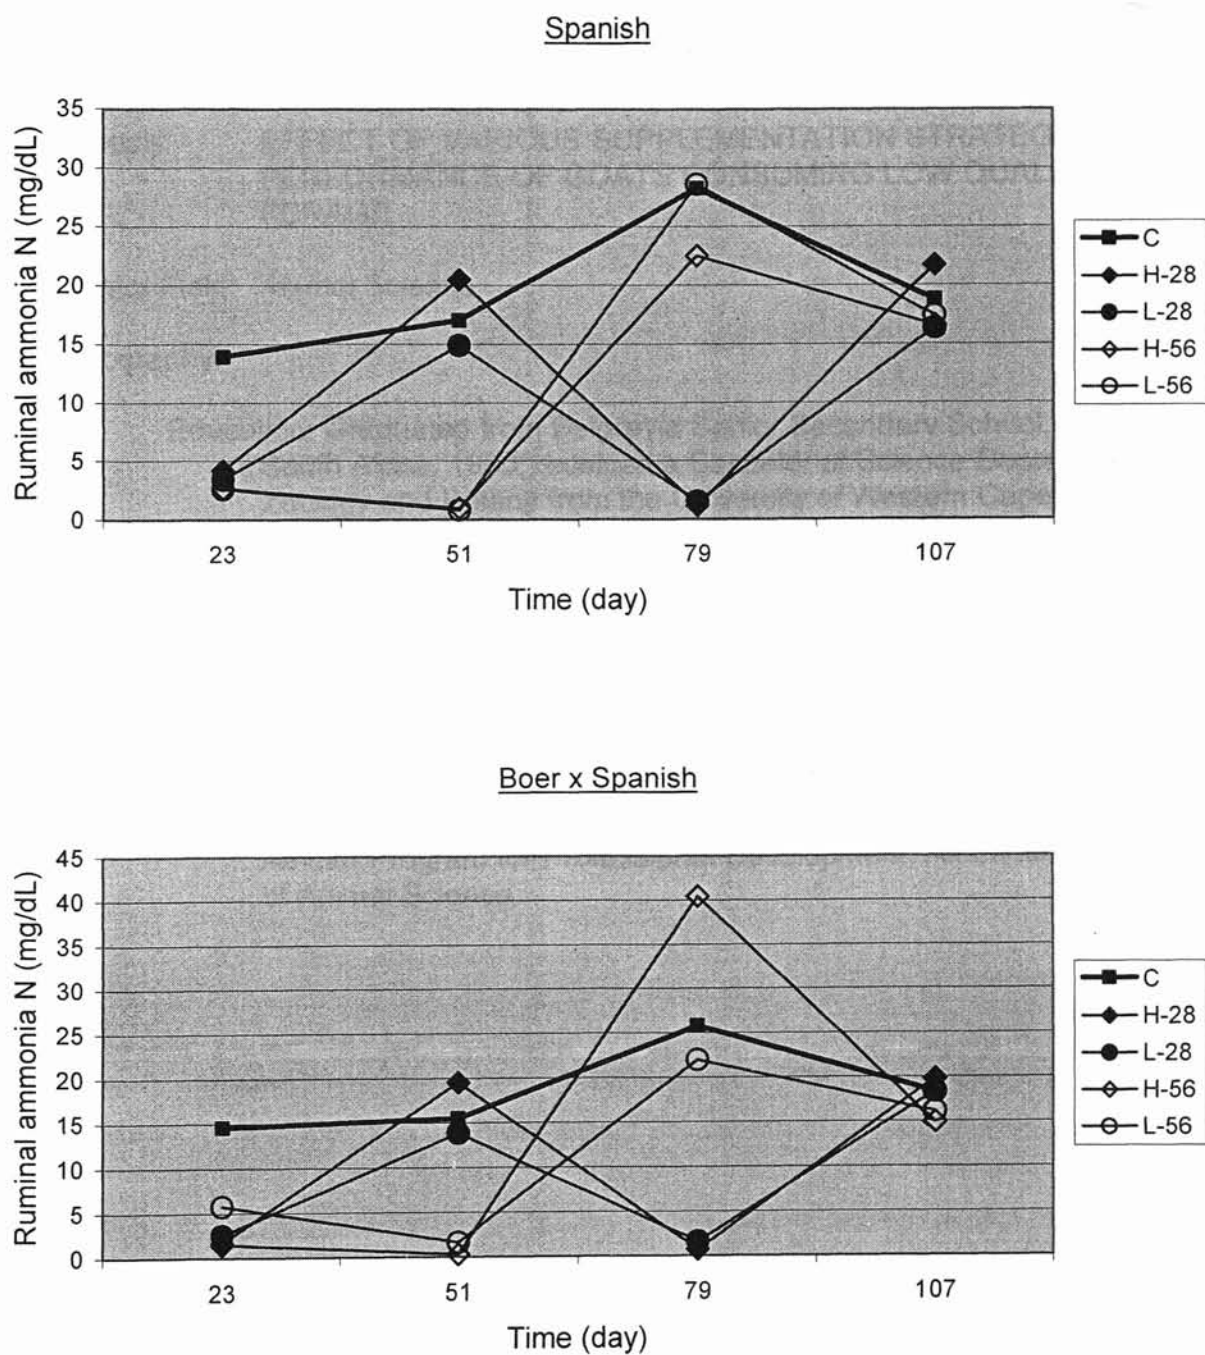 Spanish
35
30
25
20
15
10
5
0
Ruminal ammonia N (mg/dL)
23 51 79 107
Time (day)
C
H-28
L-28
H-56
L-56
Boer x Spanish
45
40
35
30
25
20
15
10
5
0
Ruminal ammonia N (mg/dL)
23 51 79 107
Time (day)
C
H-28
L-28
H-56
L-56